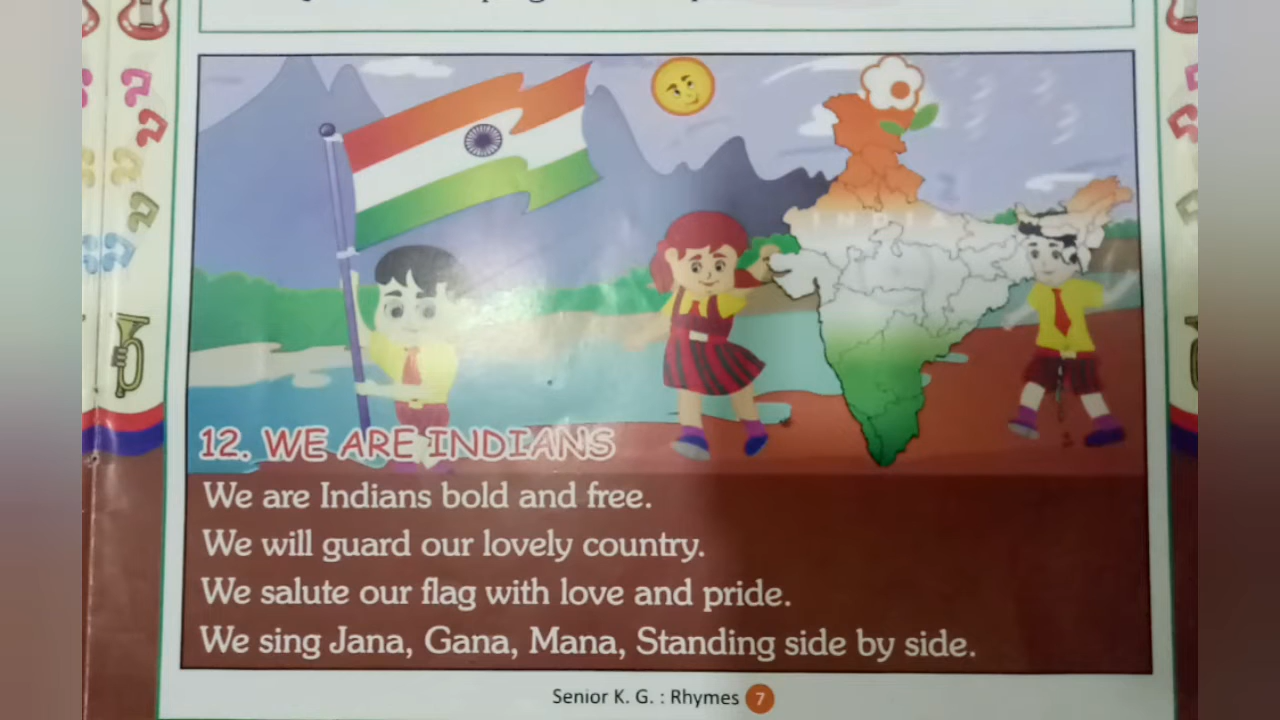 INDIA
12. WE ARE INDIANS
We are Indians bold and free.
We will guard our lovely country.
We salute our flag with love and pride.
We sing Jana, Gana, Mana, Standing side by side.
Senior K. G. : Rhymes 7